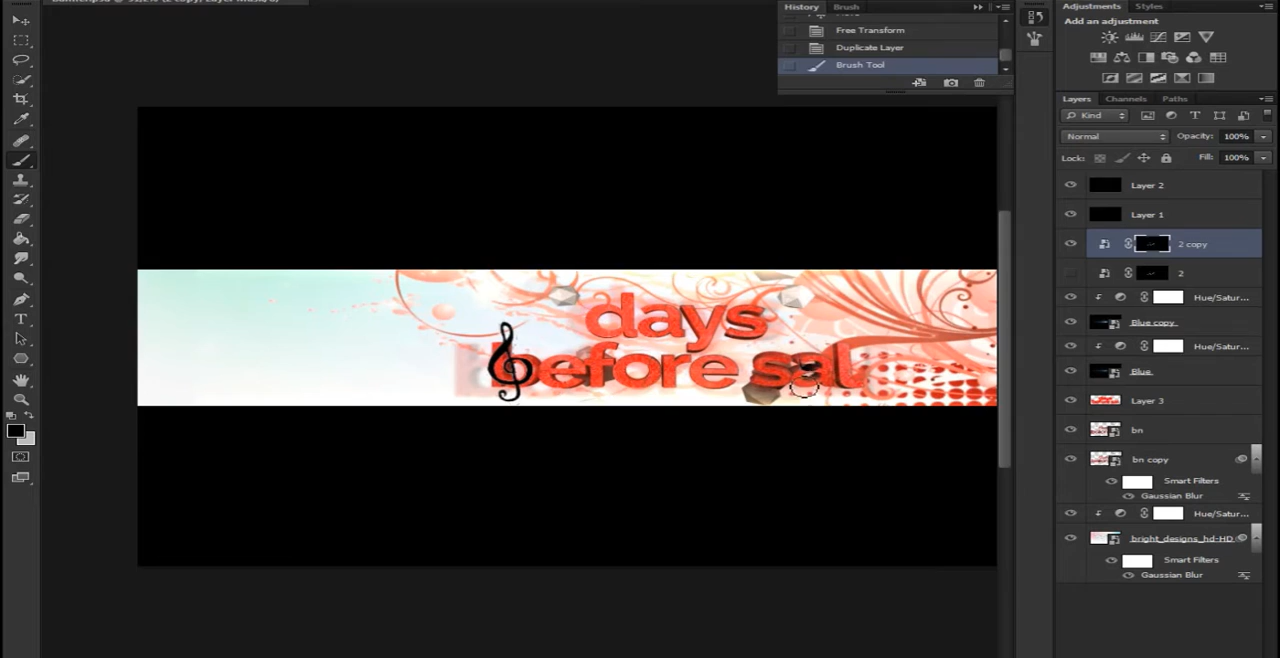 History Brush
Free Transform
Duplicate Layer
Brush Tool
Adjustments Styles
Add an adjustment
Layers Channels Paths
Kind
Normal Opacity: 100%
Lock: Fill: 100%
Layer 2
Layer 1
2 copy
2
Hue/Satur...
Blue copy
Hue/Satur...
Blue
Layer 3
bn
bn copy
Smart Filters
Gaussian Blur
Hue/Satur...
bright_designs_hd-HD
Smart Filters
Gaussian Blur
days
before sal